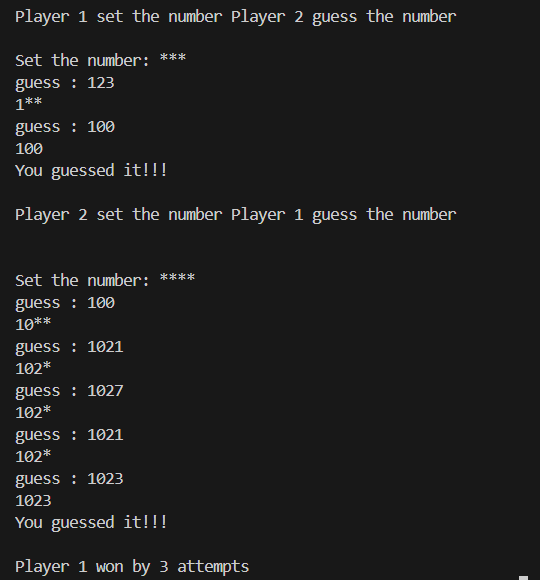 Player 1 set the number Player 2 guess the number
Set the number: ***
guess : 123
1**
guess : 100
100
You guessed it!!!
Player 2 set the number Player 1 guess the number
Set the number: ****
guess : 100
10**
guess : 1021
102*
guess : 1027
102*
guess : 1021
102*
guess : 1023
1023
You guessed it!!!
Player 1 won by 3 attempts